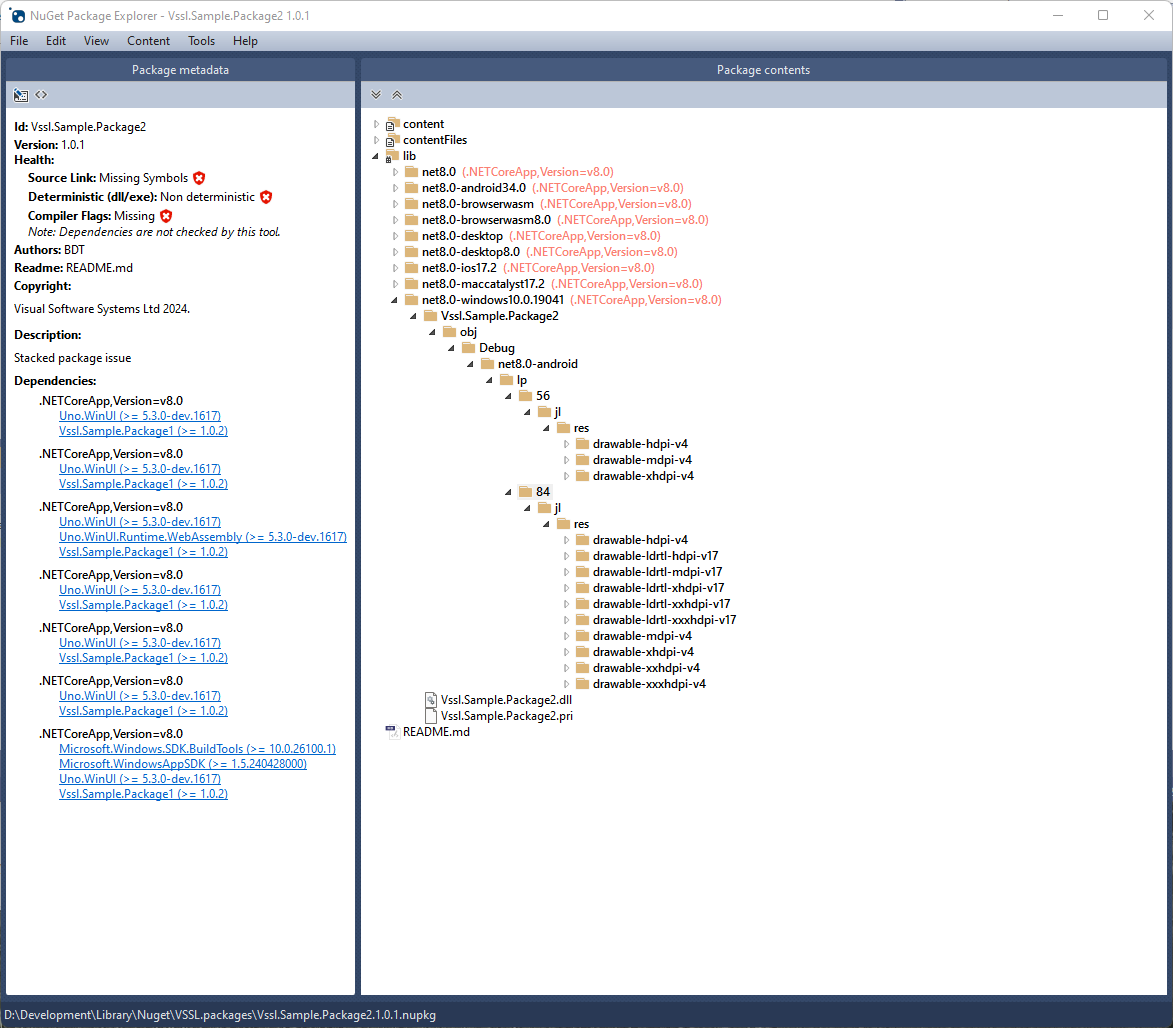 NuGet Package Explorer - Vssl.Sample.Package2 1.0.1
File Edit View Content Tools Help
Package metadata
Id: Vssl.Sample.Package2
Version: 1.0.1
Health:
Source Link: Missing Symbols
Deterministic (dll/exe): Non deterministic
Compiler Flags: Missing
Note: Dependencies are not checked by this tool.
Authors: BDT
Readme: README.md
Copyright:
Visual Software Systems Ltd 2024.
Description:
Stacked package issue
Dependencies:
.NETCoreApp,Version=v8.0
Uno.WinUI (>= 5.3.0-dev.1617)
Vssl.Sample.Package1 (>= 1.0.2)
.NETCoreApp,Version=v8.0
Uno.WinUI (>= 5.3.0-dev.1617)
Vssl.Sample.Package1 (>= 1.0.2)
.NETCoreApp,Version=v8.0
Uno.WinUI (>= 5.3.0-dev.1617)
Uno.WinUI.Runtime.WebAssembly (>= 5.3.0-dev.1617)
Vssl.Sample.Package1 (>= 1.0.2)
.NETCoreApp,Version=v8.0
Uno.WinUI (>= 5.3.0-dev.1617)
Vssl.Sample.Package1 (>= 1.0.2)
.NETCoreApp,Version=v8.0
Uno.WinUI (>= 5.3.0-dev.1617)
Vssl.Sample.Package1 (>= 1.0.2)
.NETCoreApp,Version=v8.0
Uno.WinUI (>= 5.3.0-dev.1617)
Vssl.Sample.Package1 (>= 1.0.2)
.NETCoreApp,Version=v8.0
Microsoft.Windows.SDK.BuildTools (>= 10.0.26100.1)
Microsoft.WindowsAppSDK (>= 1.5.240428000)
Uno.WinUI (>= 5.3.0-dev.1617)
Vssl.Sample.Package1 (>= 1.0.2)
Package contents
content
contentFiles
lib
net8.0 (.NETCoreApp,Version=v8.0)
net8.0-android34.0 (.NETCoreApp,Version=v8.0)
net8.0-browserwasm (.NETCoreApp,Version=v8.0)
net8.0-browserwasm8.0 (.NETCoreApp,Version=v8.0)
net8.0-desktop (.NETCoreApp,Version=v8.0)
net8.0-desktop8.0 (.NETCoreApp,Version=v8.0)
net8.0-ios17.2 (.NETCoreApp,Version=v8.0)
net8.0-maccatalyst17.2 (.NETCoreApp,Version=v8.0)
net8.0-windows10.0.19041 (.NETCoreApp,Version=v8.0)
Vssl.Sample.Package2
obj
Debug
net8.0-android
lp
56
jl
res
drawable-hdpi-v4
drawable-mdpi-v4
drawable-xhdpi-v4
84
jl
res
drawable-hdpi-v4
drawable-ldrtl-hdpi-v17
drawable-ldrtl-mdpi-v17
drawable-ldrtl-xhdpi-v17
drawable-ldrtl-xxhdpi-v17
drawable-ldrtl-xxxhdpi-v17
drawable-mdpi-v4
drawable-xhdpi-v4
drawable-xxhdpi-v4
drawable-xxxhdpi-v4
Vssl.Sample.Package2.dll
Vssl.Sample.Package2.pri
README.md
D:\Development\Library\Nuget\VSSL.packages\Vssl.Sample.Package2.1.0.1.nupkg